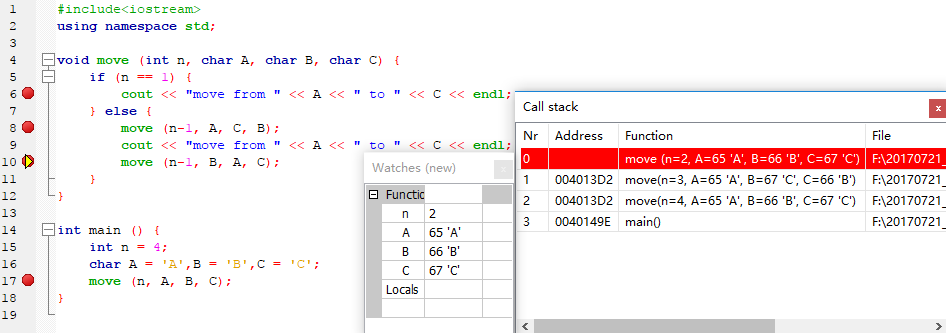 1 #include<iostream>
2 using namespace std;
3
4 void move (int n, char A, char B, char C) {
5 if (n == 1) {
6 cout << "move from " << A << " to " << C << endl;
7 } else {
8 move (n-1, A, C, B);
9 cout << "move from " << A << " to " << C << endl;
10 move (n-1, B, A, C);
11 }
12 }
13
14 int main () {
15 int n = 4;
16 char A = 'A',B = 'B',C = 'C';
17 move (n, A, B, C);
18 }
19
Watches (new)
Functic
n 2
A 65 'A'
B 66 'B'
C 67 'C'
Locals
Call stack x
Nr Address Function File
0 move (n=2, A=65 'A', B=66 'B', C=67 'C') F:\20170721_
1 004013D2 move(n=3, A=65 'A', B=67 'C', C=66 'B') F:\20170721_
2 004013D2 move(n=4, A=65 'A', B=66 'B', C=67 'C') F:\20170721_
3 0040149E main() F:\20170721_